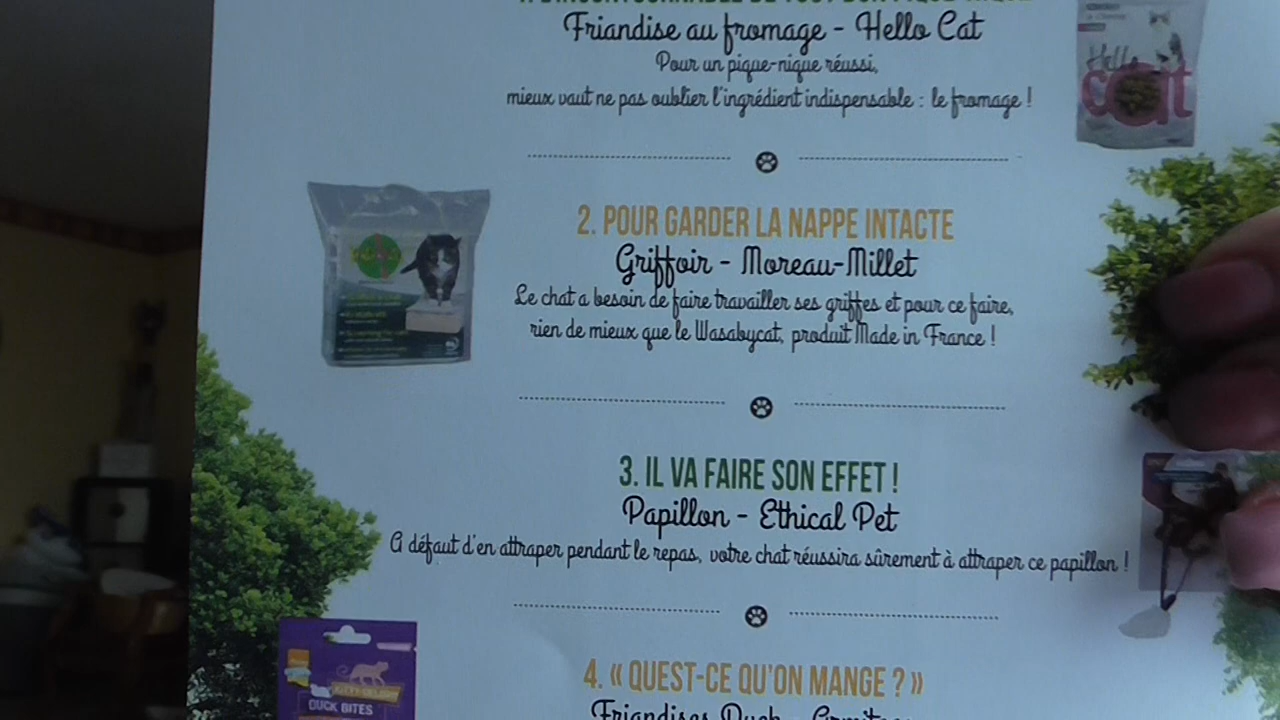 Friandise au fromage - Hello Cat
Pour un pique-nique réussi,
mieux vaut ne pas oublier l'ingrédient indispensable : le fromage !
Hello
cat
2. POUR GARDER LA NAPPE INTACTE
Griffoir - Moreau-Millet
Le chat a besoin de faire travailler ses griffes et pour ce faire,
rien de mieux que le Wasabycat, produit Made in France !
3. IL VA FAIRE SON EFFET !
Papillon - Ethical Pet
A défaut d'en attraper pendant le repas, votre chat réussira sûrement à attraper ce papillon !
4. « QUEST-CE QU'ON MANGE ? »
DUCK BITES
Friandises Duck -